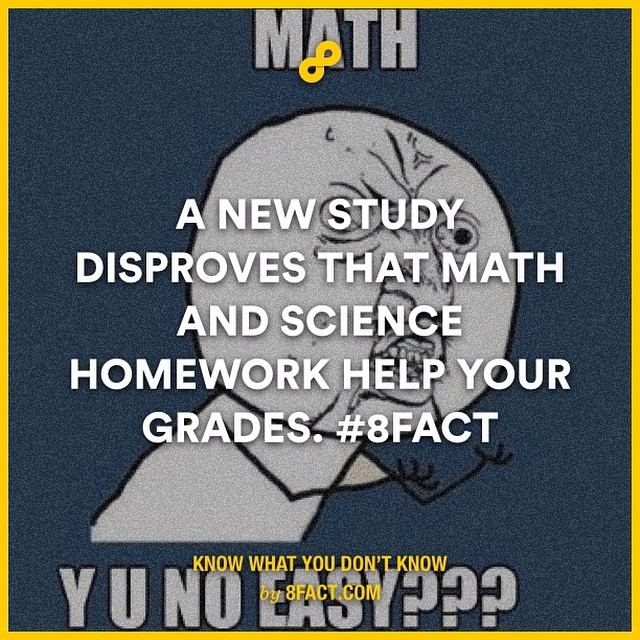 MATH
A NEW STUDY
DISPROVES THAT MATH
AND SCIENCE
HOMEWORK HELP YOUR
GRADES. #8FACT
KNOW WHAT YOU DON'T KNOW
by 8FACT.COM
Y U NO EASY???